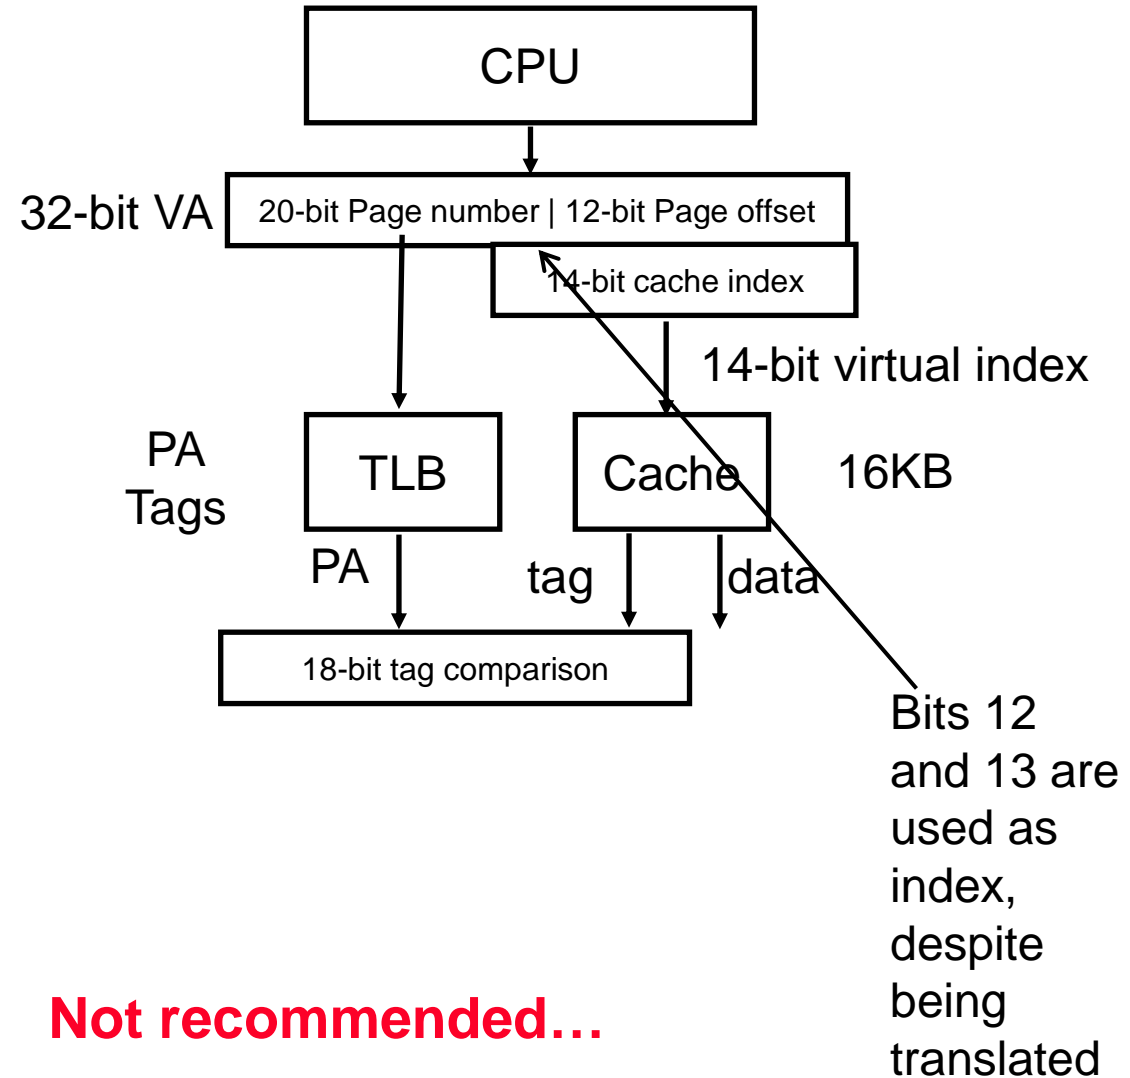 CPU
32-bit VA
20-bit Page number | 12-bit Page offset
14-bit cache index
14-bit virtual index
PA
Tags
TLB
Cache
16KB
PA
tag
data
18-bit tag comparison
Bits 12
and 13 are
used as
index,
despite
being
translated
Not recommended…